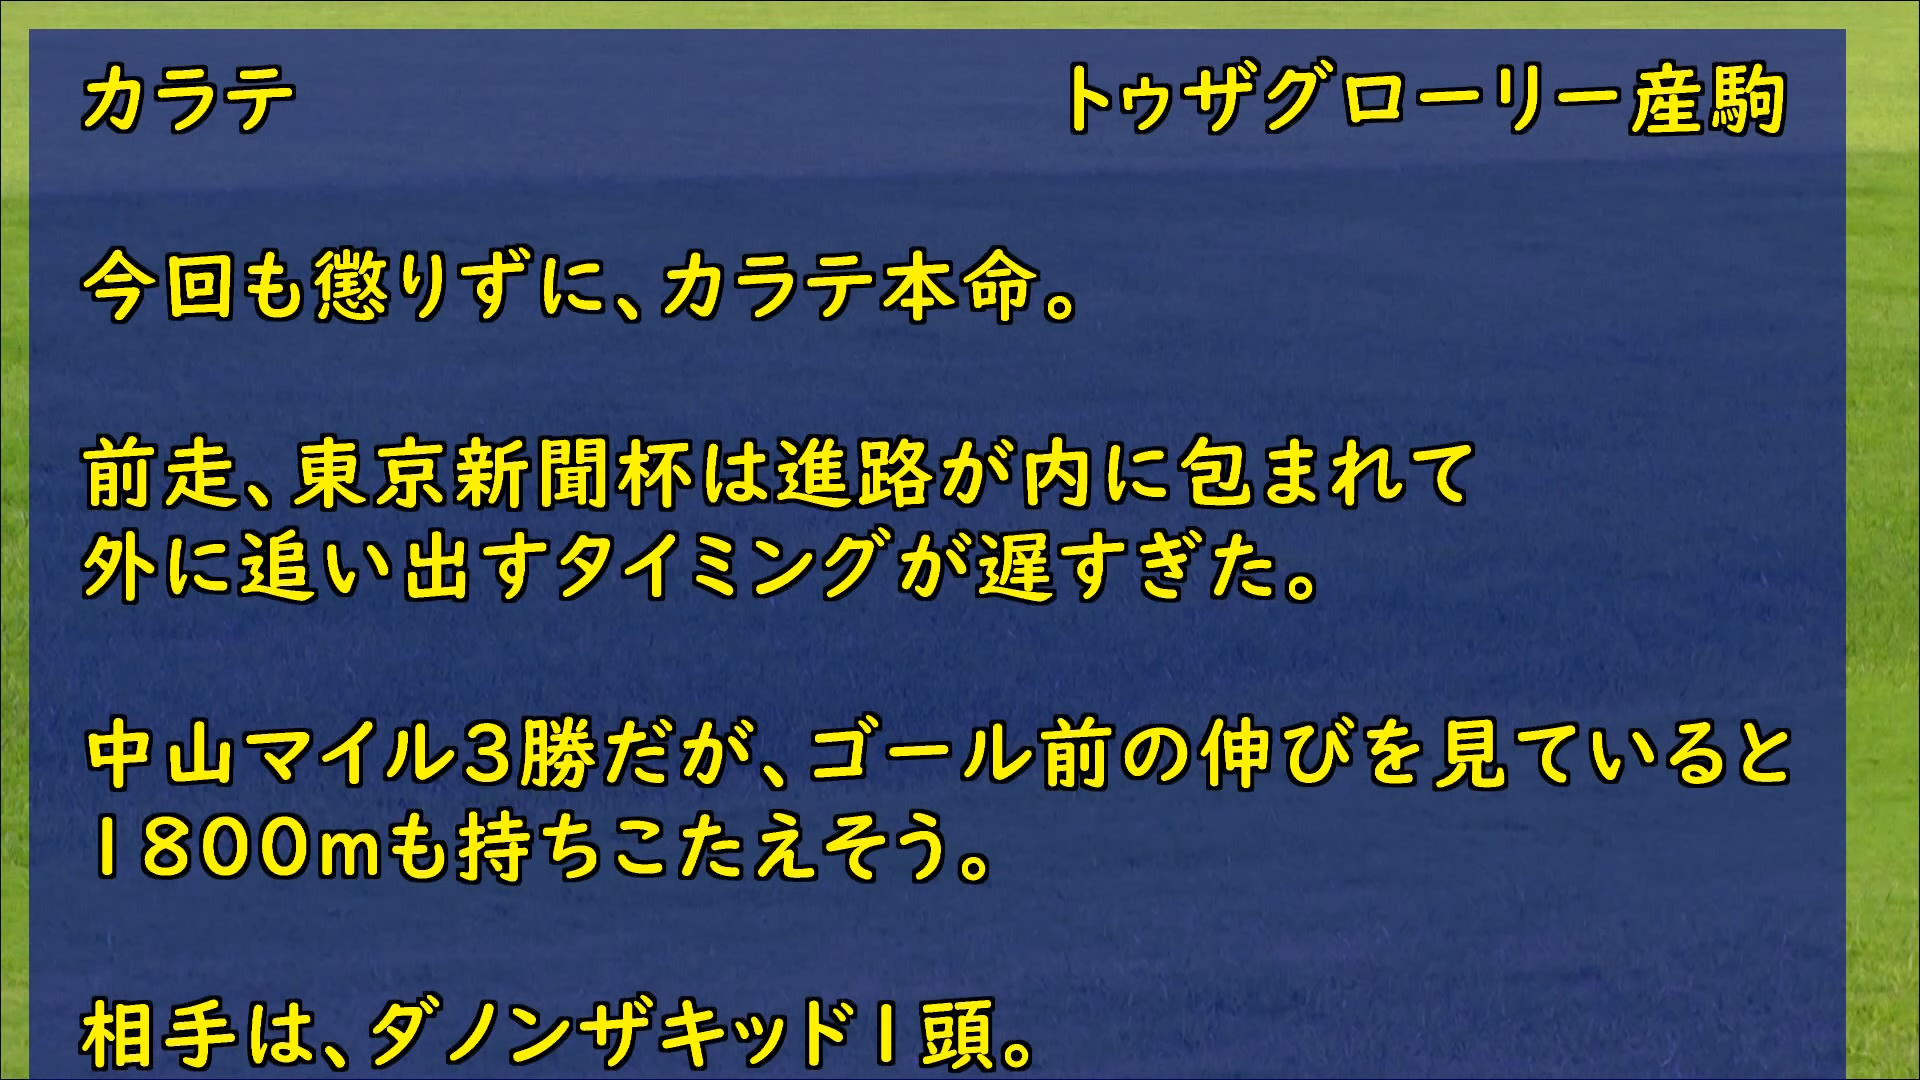 カラテ トゥザグローリー産駒
今回も懲りずに、カラテ本命。
前走、東京新聞杯は進路が内に包まれて
外に追い出すタイミングが遅すぎた。
中山マイル3勝だが、ゴール前の伸びを見ていると
1800mも持ちこたえそう。
相手は、ダノンザキッド1頭。